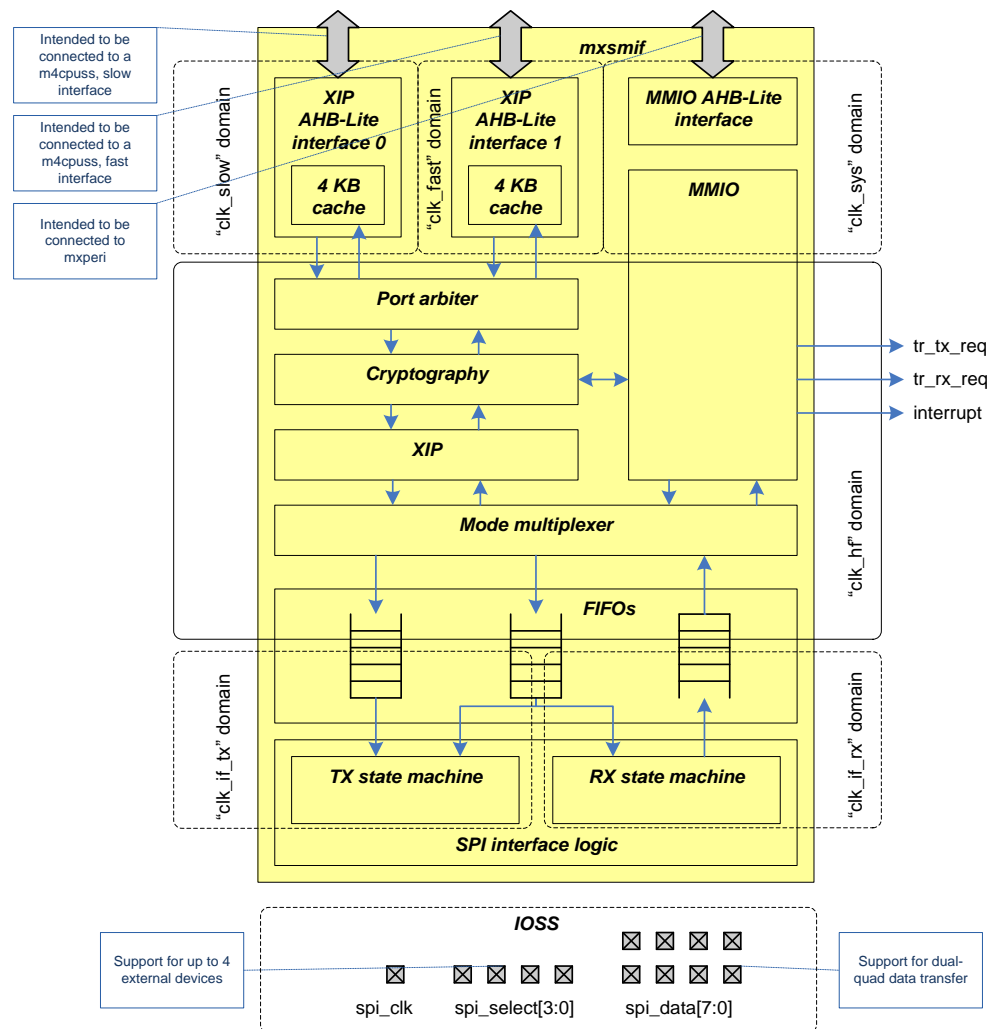 Intended to be
connected to a
m4cpuss, slow
interface
Intended to be
connected to a
m4cpuss, fast
interface
Intended to be
connected to
mxperi
mxsmif
"clk_slow" domain
XIP
AHB-Lite
interface 0
4 KB
cache
"clk_fast" domain
XIP
AHB-Lite
interface 1
4 KB
cache
MMIO AHB-Lite
interface
"clk_sys" domain
MMIO
Port arbiter
Cryptography
XIP
Mode multiplexer
tr_tx_req
tr_rx_req
interrupt
"clk_hf" domain
FIFOs
"clk_if_tx" domain
"clk_if_rx" domain
TX state machine
RX state machine
SPI interface logic
IOSS
Support for up to 4
external devices
Support for dual-
quad data transfer
spi_clk
spi_select[3:0]
spi_data[7:0]